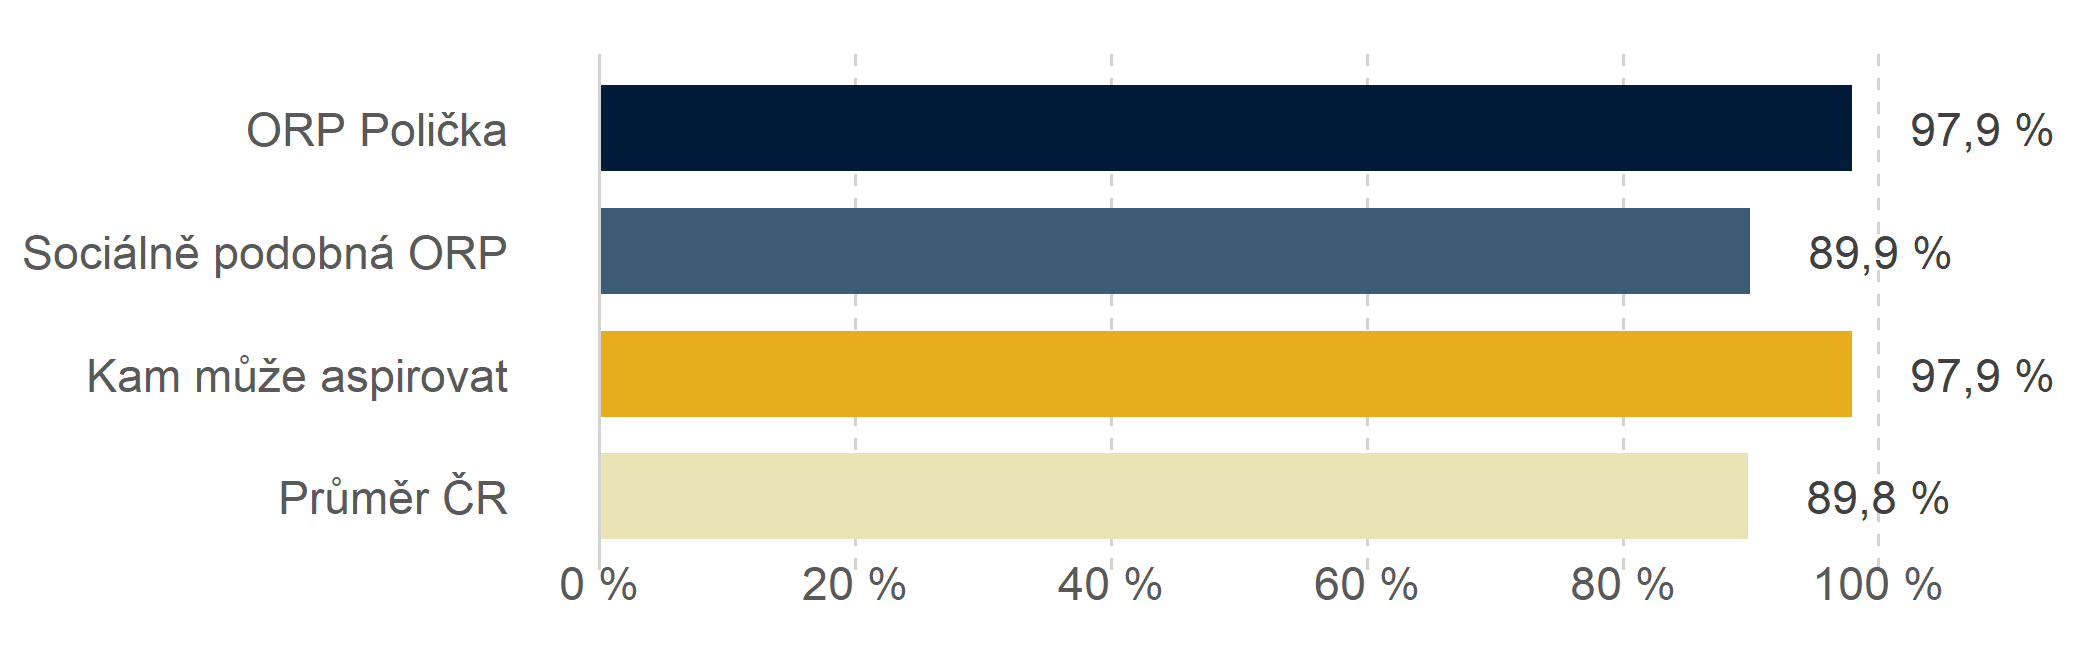 ORP Polička
97,9 %
Sociálně podobná ORP
89,9 %
Kam může aspirovat
97,9 %
Průměr ČR
89,8 %
0 % 20 % 40 % 60 % 80 % 100 %